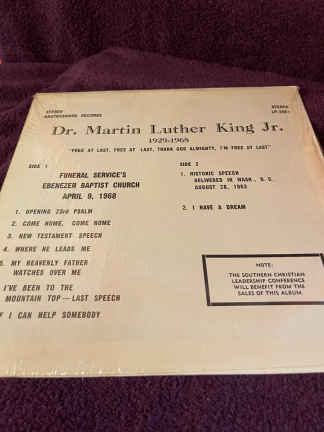 RECORDS
STEREO
Dr. Martin Luther King Jr.
1929-1968
"FREE AT LAST, FREE AT LAST, THANK GOD ALMIGHTY, I'M FREE AT LAST"
SIDE 1
FUNERAL SERVICE'S
EBENEZER BAPTIST CHURCH
APRIL 9, 1968
1. OPENING 23rd PSALM
2. COME HOME, COME HOME
3. NEW TESTAMENT SPEECH
4. WHERE HE LEADS ME
5. MY HEAVENLY FATHER
WATCHES OVER ME
I'VE BEEN TO THE
MOUNTAIN TOP—LAST SPEECH
IF I CAN HELP SOMEBODY
SIDE 2
1. HISTORIC SPEECH
DELIVERED IN WASH., D. C.
AUGUST 28, 1963
2. I HAVE A DREAM
NOTE:
THE SOUTHERN CHRISTIAN
LEADERSHIP CONFERENCE
WILL BENEFIT FROM THE
SALES OF THIS ALBUM.